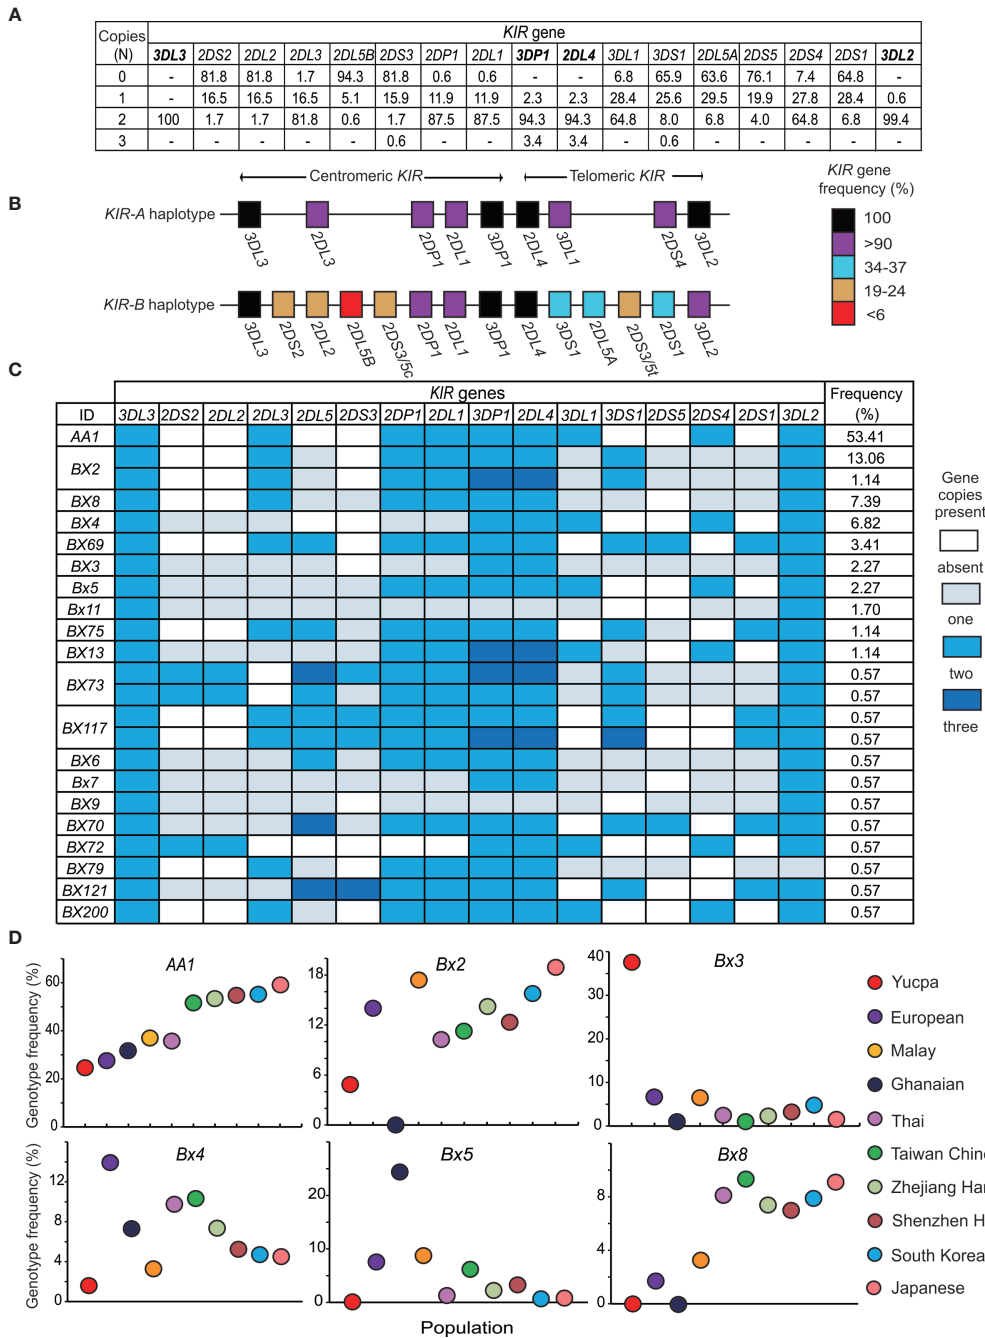 A
Copies (N) KIR gene
3DL3 2DS2 2DL2 2DL3 2DL5B 2DS3 2DP1 2DL1 3DP1 2DL4 3DL1 3DS1 2DL5A 2DS5 2DS4 2DS1 3DL2
0 - 81.8 81.8 1.7 94.3 81.8 0.6 0.6 - - 6.8 65.9 63.6 76.1 7.4 64.8 -
1 - 16.5 16.5 16.5 5.1 15.9 11.9 11.9 2.3 2.3 28.4 25.6 29.5 19.9 27.8 28.4 0.6
2 100 1.7 1.7 81.8 0.6 1.7 87.5 87.5 94.3 94.3 64.8 8.0 6.8 4.0 64.8 6.8 99.4
3 - - - - - 0.6 - - 3.4 3.4 - 0.6 - - - - -
B
Centromeric KIR Telomeric KIR
KIR-A haplotype
3DL3 2DL3 2DP1 2DL1 3DP1 2DL4 3DL1 2DS4 3DL2
KIR-B haplotype
3DL3 2DS2 2DL2 2DL5B 2DS3/5c 2DP1 2DL1 3DP1 2DL4 3DS1 2DL5A 2DS3/5t 2DS1 3DL2
KIR gene
frequency (%)
100
>90
34-37
19-24
<6
C
KIR genes Frequency
(%)
ID 3DL3 2DS2 2DL2 2DL3 2DL5 2DS3 2DP1 2DL1 3DP1 2DL4 3DL1 3DS1 2DS5 2DS4 2DS1 3DL2
AA1 53.41
BX2 13.06
1.14
BX8 7.39
BX4 6.82
BX69 3.41
BX3 2.27
Bx5 2.27
Bx11 1.70
BX75 1.14
BX13 1.14
BX73 0.57
0.57
BX117 0.57
0.57
BX6 0.57
Bx7 0.57
BX9 0.57
BX70 0.57
BX72 0.57
BX79 0.57
BX121 0.57
BX200 0.57
Gene
copies
present
absent
one
two
three
D
Genotype frequency (%)
AA1
60
40
20
0
Bx2
18
12
6
0
Bx3
40
30
20
10
0
Genotype frequency (%)
Bx4
12
8
4
0
Bx5
20
10
0
Bx8
8
4
0
Population
Yucpa
European
Malay
Ghanaian
Thai
Taiwan Chine
Zhejiang Han
Shenzhen H
South Korea
Japanese